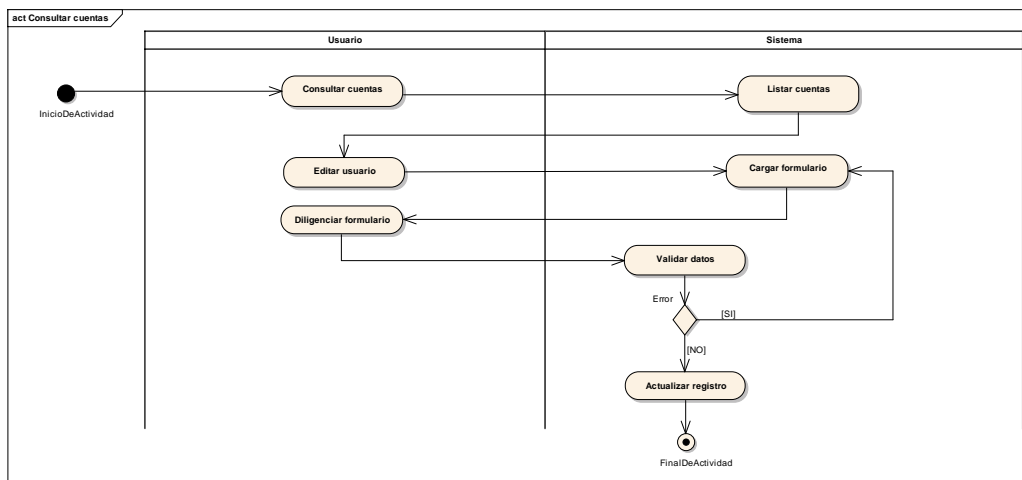 act Consultar cuentas
Usuario
Sistema
InicioDeActividad
Consultar cuentas
Listar cuentas
Editar usuario
Cargar formulario
Diligenciar formulario
Validar datos
Error
[SI]
[NO]
Actualizar registro
FinalDeActividad